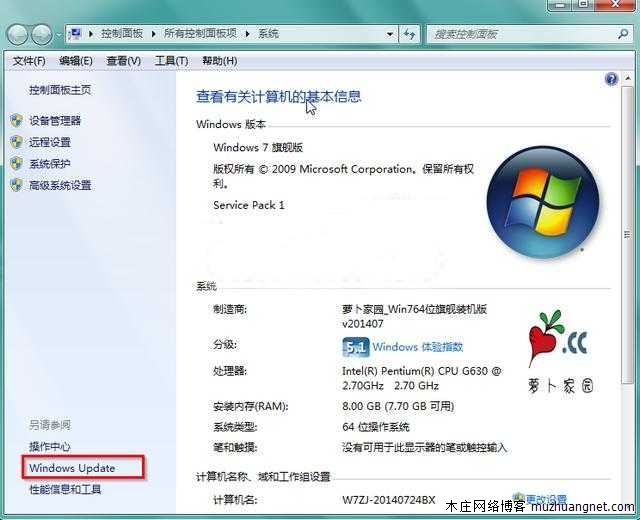 控制面板 ▸ 所有控制面板项 ▸ 系统
搜索控制面板
文件(F) 编辑(E) 查看(V) 工具(T) 帮助(H)
控制面板主页
设备管理器
远程设置
系统保护
高级系统设置
查看有关计算机的基本信息
Windows 版本
Windows 7 旗舰版
版权所有 © 2009 Microsoft Corporation。保留所有权
利。
Service Pack 1
系统
制造商: 萝卜家园_Win764位旗舰装机版
v201407
分级: 5.1 Windows 体验指数
处理器: Intel(R) Pentium(R) CPU G630 @
2.70GHz 2.70 GHz
安装内存(RAM): 8.00 GB (7.70 GB 可用)
系统类型: 64 位操作系统
笔和触摸: 没有可用于此显示器的笔或触控输入
.cc
萝卜家园
计算机名称、域和工作组设置
计算机名: W7ZJ-20140724BX
更改设置
另请参阅
操作中心
Windows Update
性能信息和工具
木庄网络博客 muzhuangnet.com